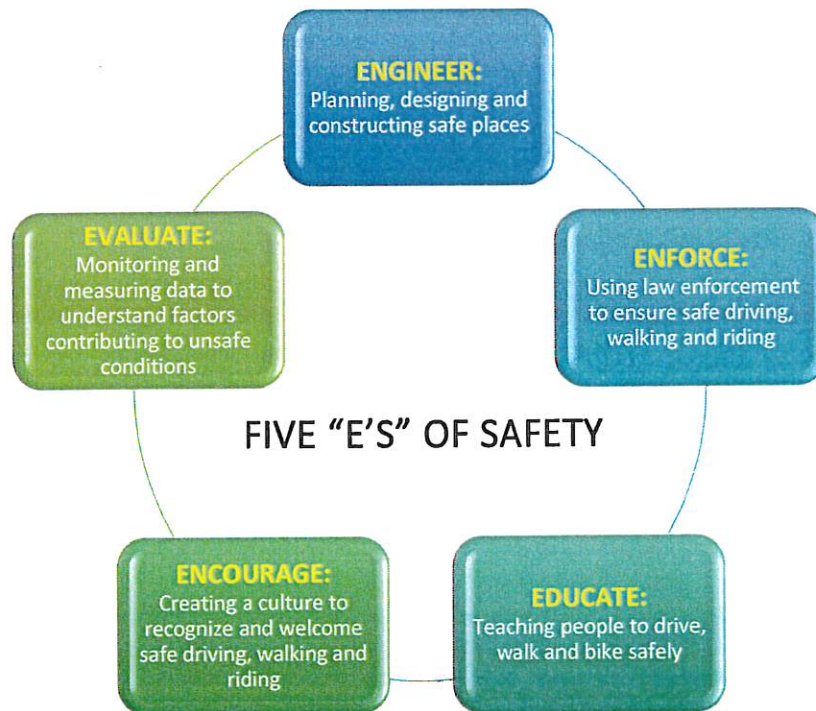 ENGINEER:
Planning, designing and
constructing safe places
ENFORCE:
Using law enforcement
to ensure safe driving,
walking and riding
EDUCATE:
Teaching people to drive,
walk and bike safely
ENCOURAGE:
Creating a culture to
recognize and welcome
safe driving, walking and
riding
EVALUATE:
Monitoring and
measuring data to
understand factors
contributing to unsafe
conditions
FIVE “E’S” OF SAFETY